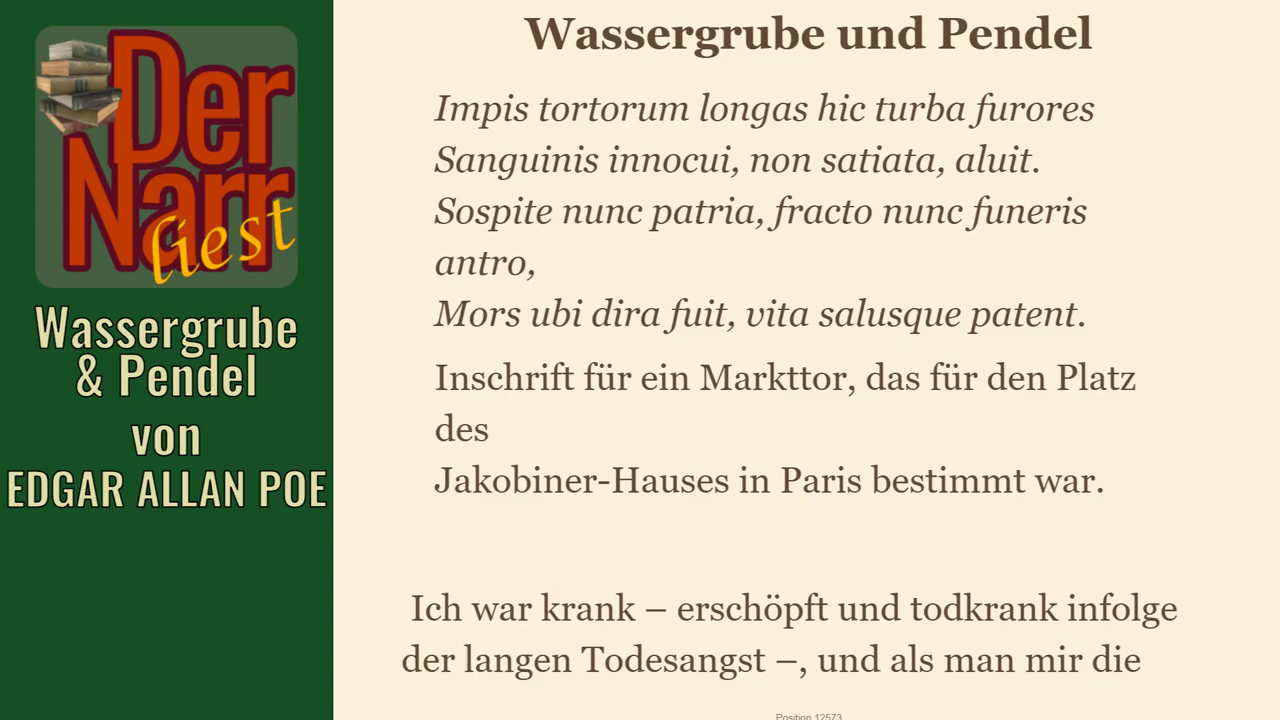 Der
Narr
liest
Wassergrube
& Pendel
von
EDGAR ALLAN POE
Wassergrube und Pendel
Impis tortorum longas hic turba furores
Sanguinis innocui, non satiata, aluit.
Sospite nunc patria, fracto nunc funeris
antro,
Mors ubi dira fuit, vita salusque patent.
Inschrift für ein Markttor, das für den Platz
des
Jakobiner-Hauses in Paris bestimmt war.
Ich war krank – erschöpft und todkrank infolge
der langen Todesangst –, und als man mir die
Position 12573